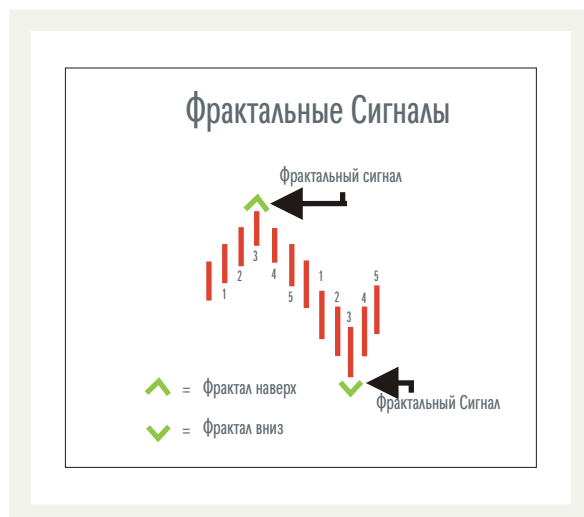 Фрактальные Сигналы
Фрактальный сигнал
3
2
4
1
5
1
5
2
4
3
= Фрактал наверх
Фрактальный Сигнал
= Фрактал вниз